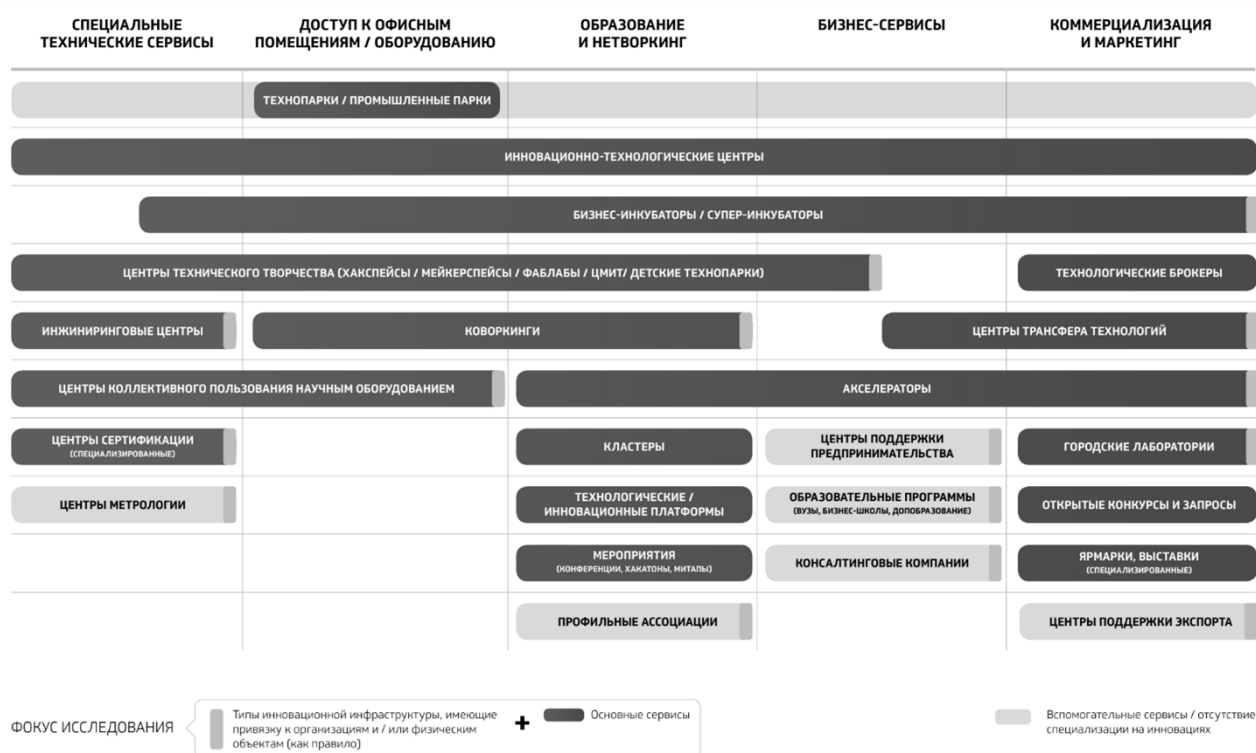 СПЕЦИАЛЬНЫЕ
ТЕХНИЧЕСКИЕ СЕРВИСЫ
ДОСТУП К ОФИСНЫМ
ПОМЕЩЕНИЯМ / ОБОРУДОВАНИЮ
ОБРАЗОВАНИЕ
И НЕТВОРКИНГ
БИЗНЕС-СЕРВИСЫ
КОММЕРЦИАЛИЗАЦИЯ
И МАРКЕТИНГ
ТЕХНОПАРКИ / ПРОМЫШЛЕННЫЕ ПАРКИ
ИННОВАЦИОННО-ТЕХНОЛОГИЧЕСКИЕ ЦЕНТРЫ
БИЗНЕС-ИНКУБАТОРЫ / СУПЕР-ИНКУБАТОРЫ
ЦЕНТРЫ ТЕХНИЧЕСКОГО ТВОРЧЕСТВА (ХАКСПЕЙСЫ / МЕЙКЕРСПЕЙСЫ / ФАБЛАБЫ / ЦМИТ/ ДЕТСКИЕ ТЕХНОПАРКИ)
ТЕХНОЛОГИЧЕСКИЕ БРОКЕРЫ
ИНЖИНИРИНГОВЫЕ ЦЕНТРЫ
КОВОРКИНГИ
ЦЕНТРЫ ТРАНСФЕРА ТЕХНОЛОГИЙ
ЦЕНТРЫ КОЛЛЕКТИВНОГО ПОЛЬЗОВАНИЯ НАУЧНЫМ ОБОРУДОВАНИЕМ
АКСЕЛЕРАТОРЫ
ЦЕНТРЫ СЕРТИФИКАЦИИ
(СПЕЦИАЛИЗИРОВАННЫЕ)
КЛАСТЕРЫ
ЦЕНТРЫ ПОДДЕРЖКИ
ПРЕДПРИНИМАТЕЛЬСТВА
ГОРОДСКИЕ ЛАБОРАТОРИИ
ЦЕНТРЫ МЕТРОЛОГИИ
ТЕХНОЛОГИЧЕСКИЕ /
ИННОВАЦИОННЫЕ ПЛАТФОРМЫ
ОБРАЗОВАТЕЛЬНЫЕ ПРОГРАММЫ
(ВУЗЫ, БИЗНЕС-ШКОЛЫ, ДОПОБРАЗОВАНИЕ)
ОТКРЫТЫЕ КОНКУРСЫ И ЗАПРОСЫ
МЕРОПРИЯТИЯ
(КОНФЕРЕНЦИИ, ХАКАТОНЫ, МИТАПЫ)
КОНСАЛТИНГОВЫЕ КОМПАНИИ
ЯРМАРКИ, ВЫСТАВКИ
(СПЕЦИАЛИЗИРОВАННЫЕ)
ПРОФИЛЬНЫЕ АССОЦИАЦИИ
ЦЕНТРЫ ПОДДЕРЖКИ ЭКСПОРТА
ФОКУС ИССЛЕДОВАНИЯ
Типы инновационной инфраструктуры, имеющие
привязку к организациям и / или физическим
объектам (как правило)
+
Основные сервисы
Вспомогательные сервисы / отсутствие
специализации на инновациях